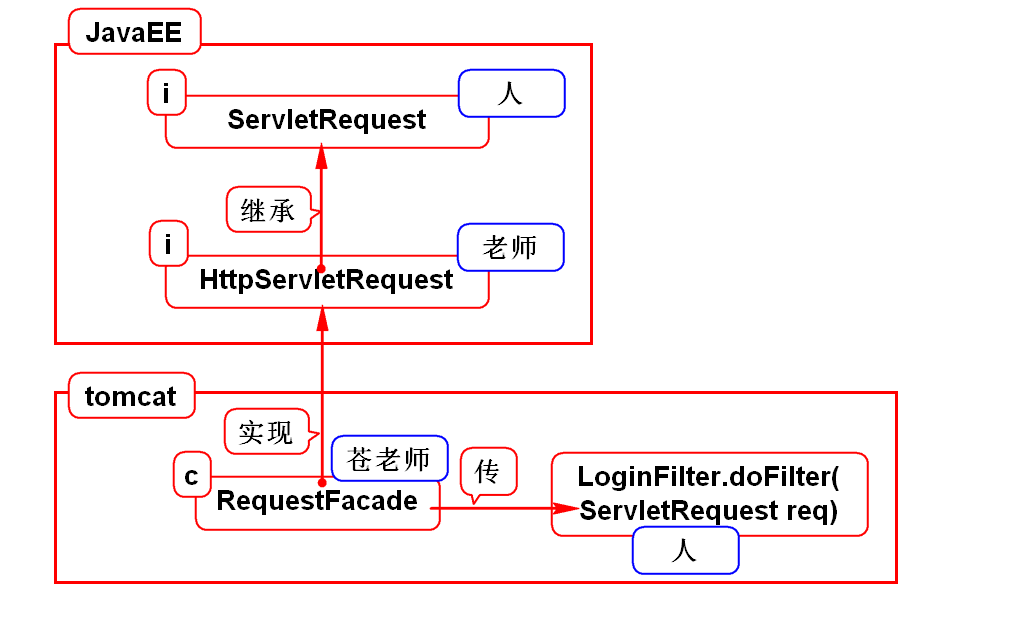 JavaEE
i
人
ServletRequest
继承
i
老师
HttpServletRequest
tomcat
实现
苍老师
传
c
RequestFacade
LoginFilter.doFilter(
ServletRequest req)
人